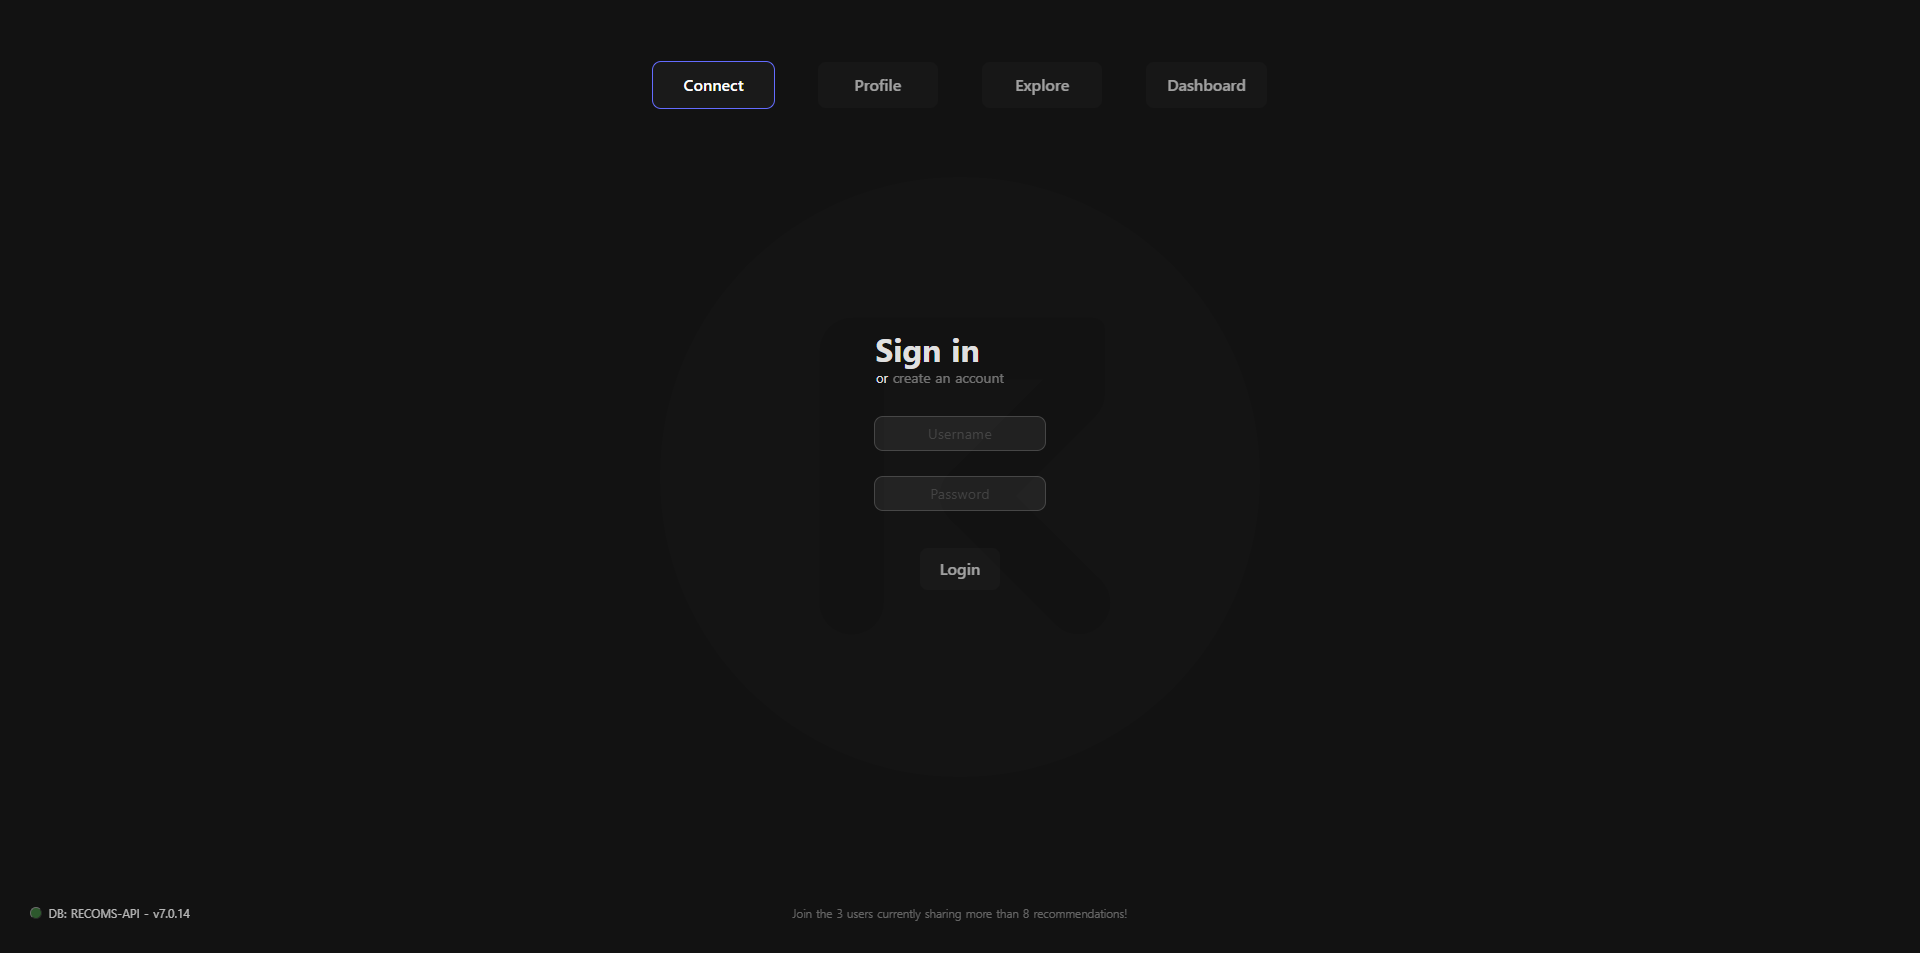 Connect
Profile
Explore
Dashboard
Sign in
or create an account
Username
Password
Login
DB: RECOMS-API - v7.0.14
Join the 3 users currently sharing more than 8 recommendations!